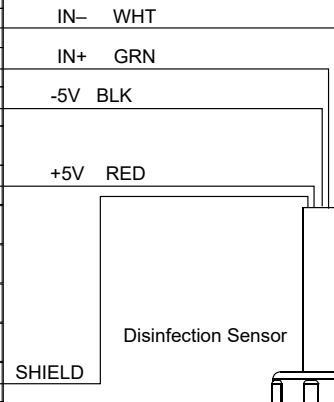 IN– WHT
IN+ GRN
-5V BLK
+5V RED
Disinfection Sensor
SHIELD